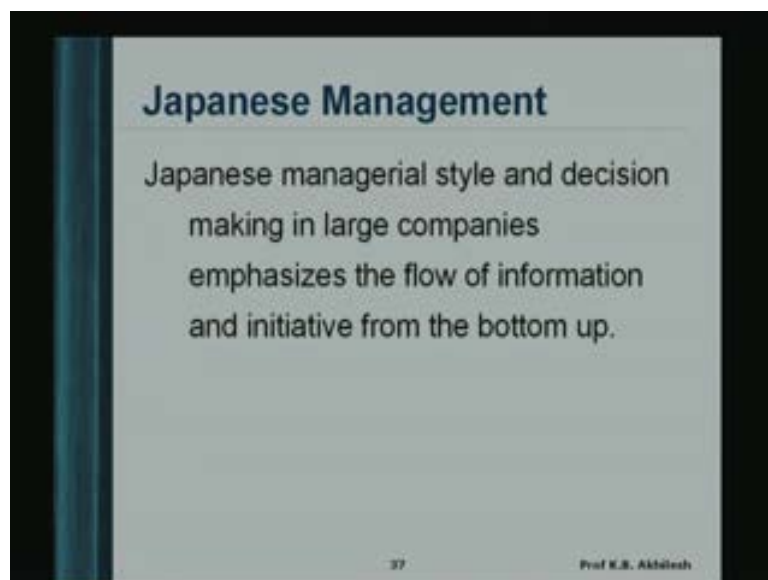 Japanese Management
Japanese managerial style and decision
making in large companies
emphasizes the flow of information
and initiative from the bottom up.
37
Prof K.B. Akhilesh